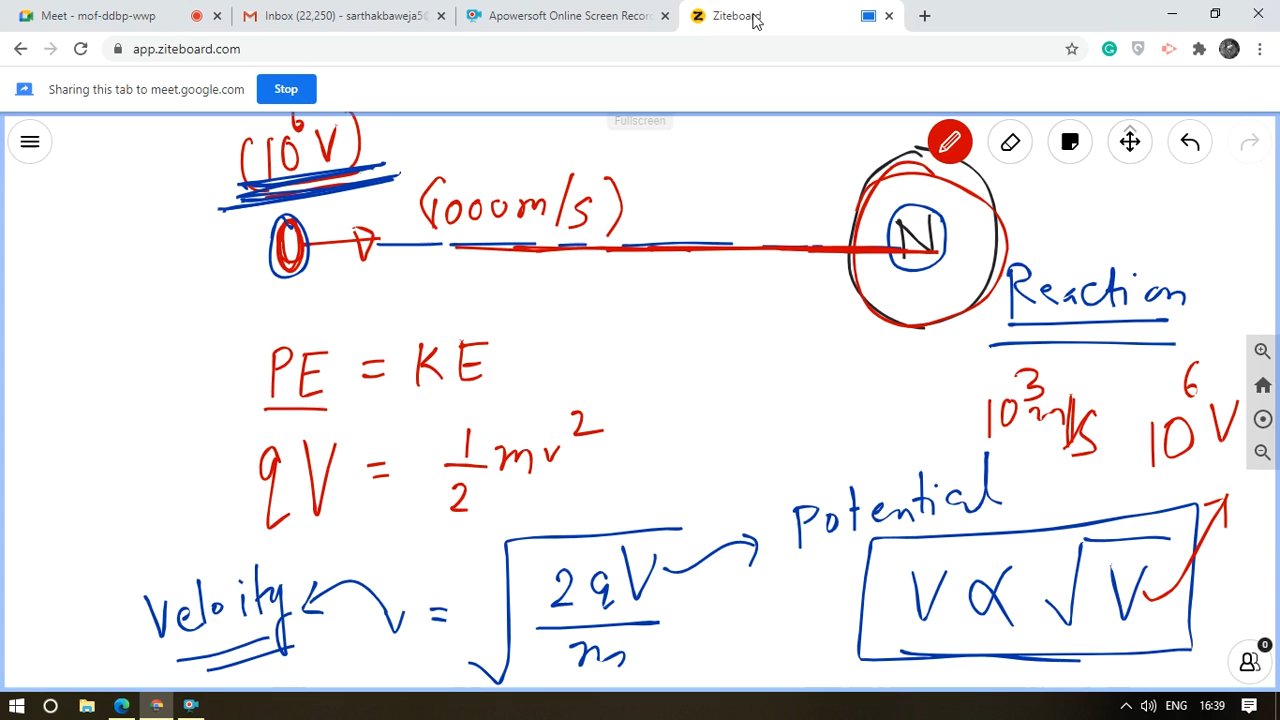 Meet - mof-ddbp-wwp
Inbox (22,250) - sarthakbaweja5
Apowersoft Online Screen Recor
Ziteboard
app.ziteboard.com
Sharing this tab to meet.google.com
Stop
Fullscreen
(10⁶ V)
(1000m/s)
N
Reaction
PE = KE
10³m/s 10⁶V
qV = 1/2 mv²
Potential
Velocity v = √(2qV/m)
V ∝ √V
0
ENG 16:39